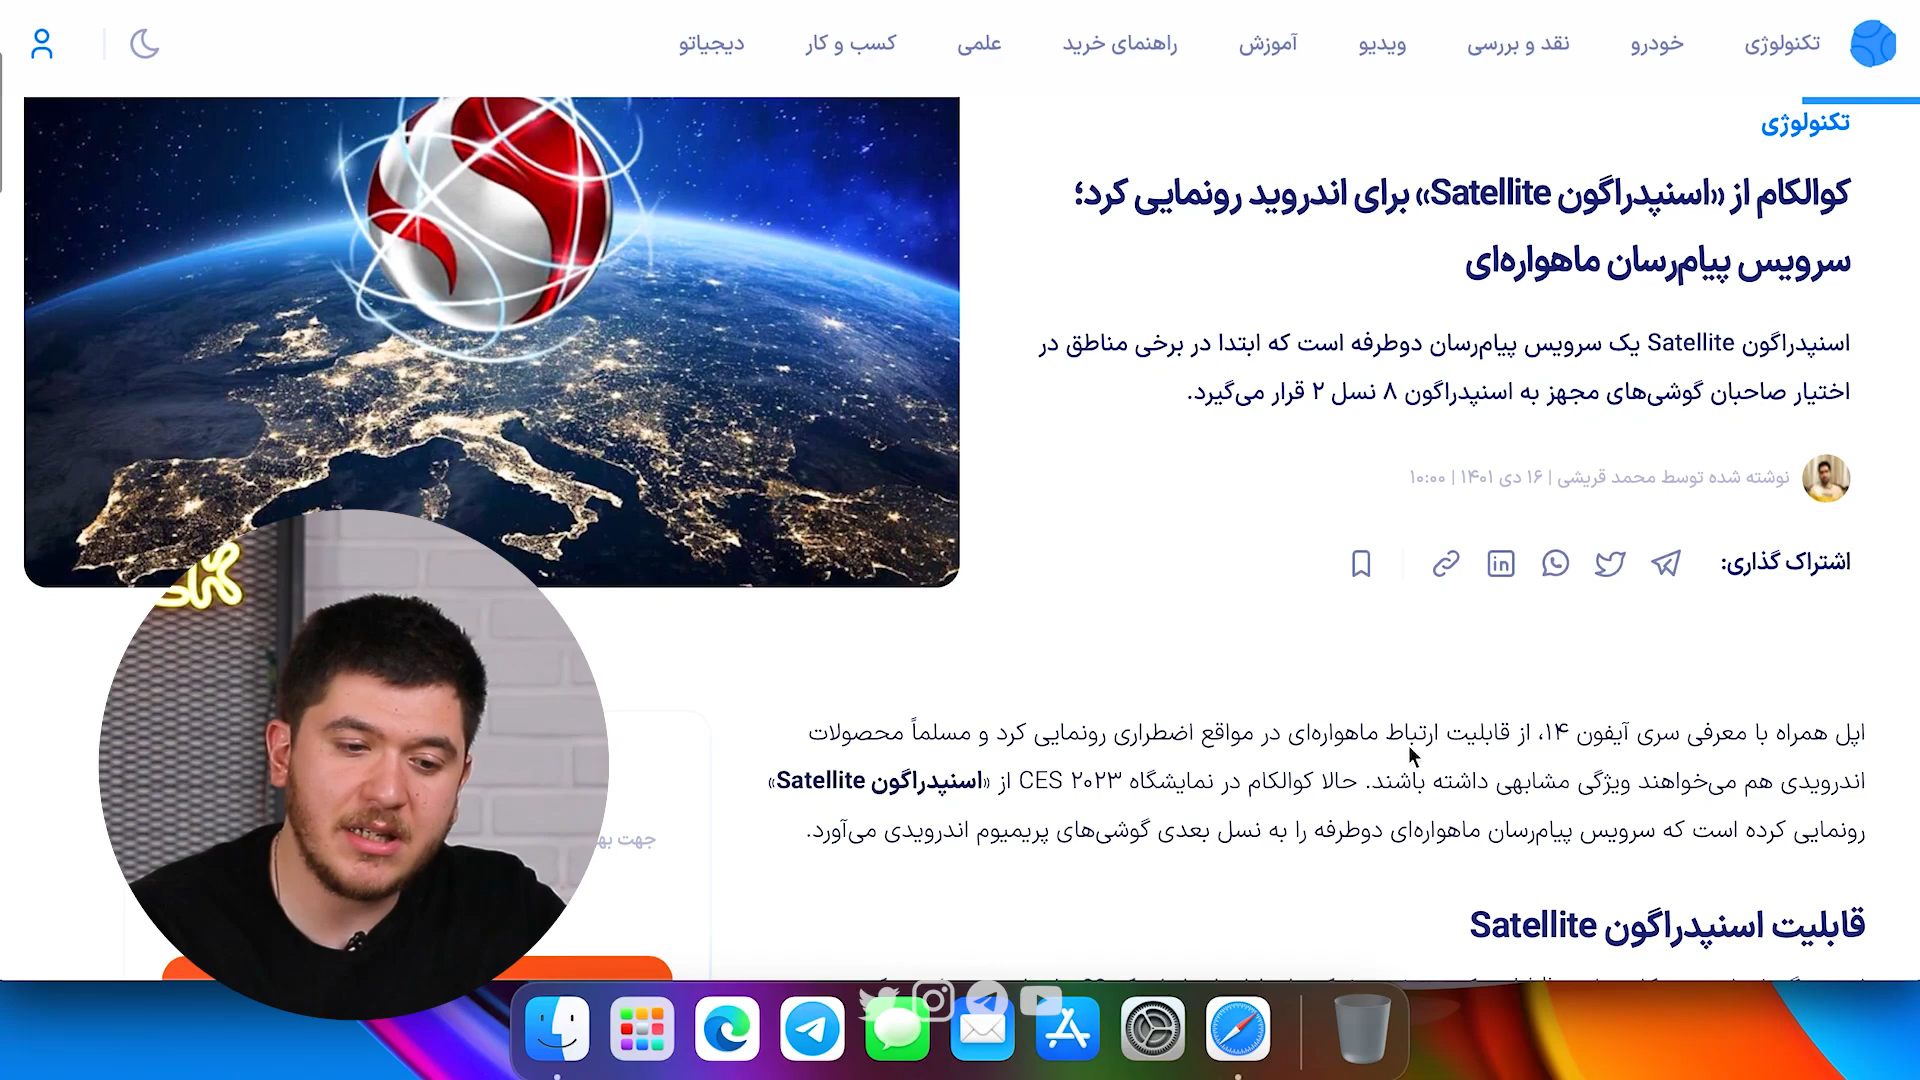 تکنولوژی خودرو نقد و بررسی ویدیو آموزش راهنمای خرید علمی کسب و کار دیجیاتو
تکنولوژی
کوالکام از «اسنپدراگون Satellite» برای اندروید رونمایی کرد؛
سرویس پیام‌رسان ماهواره‌ای
اسنپدراگون Satellite یک سرویس پیام‌رسان دوطرفه است که ابتدا در برخی مناطق در
اختیار صاحبان گوشی‌های مجهز به اسنپدراگون ۸ نسل ۲ قرار می‌گیرد.
نوشته شده توسط محمد قریشی | ۱۶ دی ۱۴۰۱ | ۱۰:۰۰
اشتراک گذاری:
اپل همراه با معرفی سری آیفون ۱۴، از قابلیت ارتباط ماهواره‌ای در مواقع اضطراری رونمایی کرد و مسلماً محصولات
اندرویدی هم می‌خواهند ویژگی مشابهی داشته باشند. حالا کوالکام در نمایشگاه CES ۲۰۲۳ از «اسنپدراگون Satellite»
رونمایی کرده است که سرویس پیام‌رسان ماهواره‌ای دوطرفه را به نسل بعدی گوشی‌های پریمیوم اندرویدی می‌آورد.
جهت
قابلیت اسنپدراگون Satellite